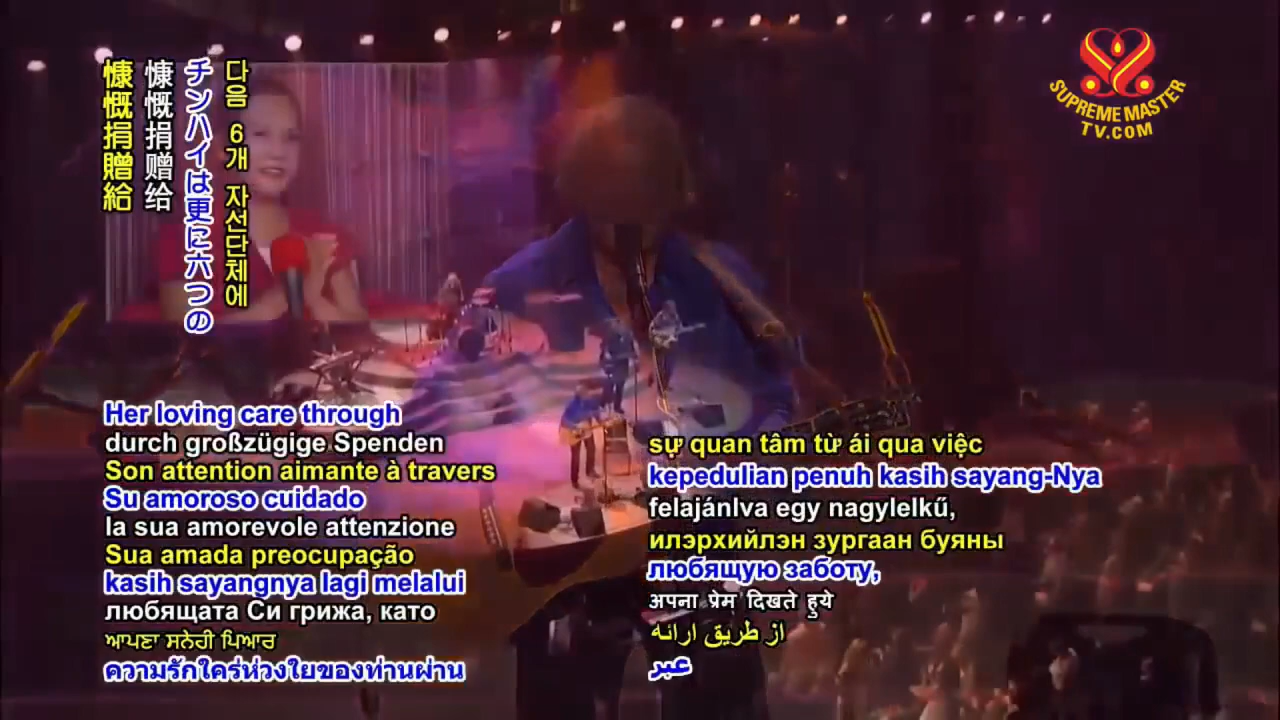 慷慨捐贈給
慷慨捐赠给
チンハイは更に六つの
다음 6개 자선단체에
SUPREME MASTER
TV.COM
Her loving care through
durch großzügige Spenden
Son attention aimante à travers
Su amoroso cuidado
la sua amorevole attenzione
Sua amada preocupação
kasih sayangnya lagi melalui
любящата Си грижа, като
ਆਪਣਾ ਸਨੇਹੀ ਪਿਆਰ
ความรักใคร่ห่วงใยของท่านผ่าน
sự quan tâm từ ái qua việc
kepedulian penuh kasih sayang-Nya
felajánlva egy nagylelkű,
илэрхийлэн зургаан буяны
любящую заботу,
अपना प्रेम दिखते हुये
از طریق ارائه
عبر